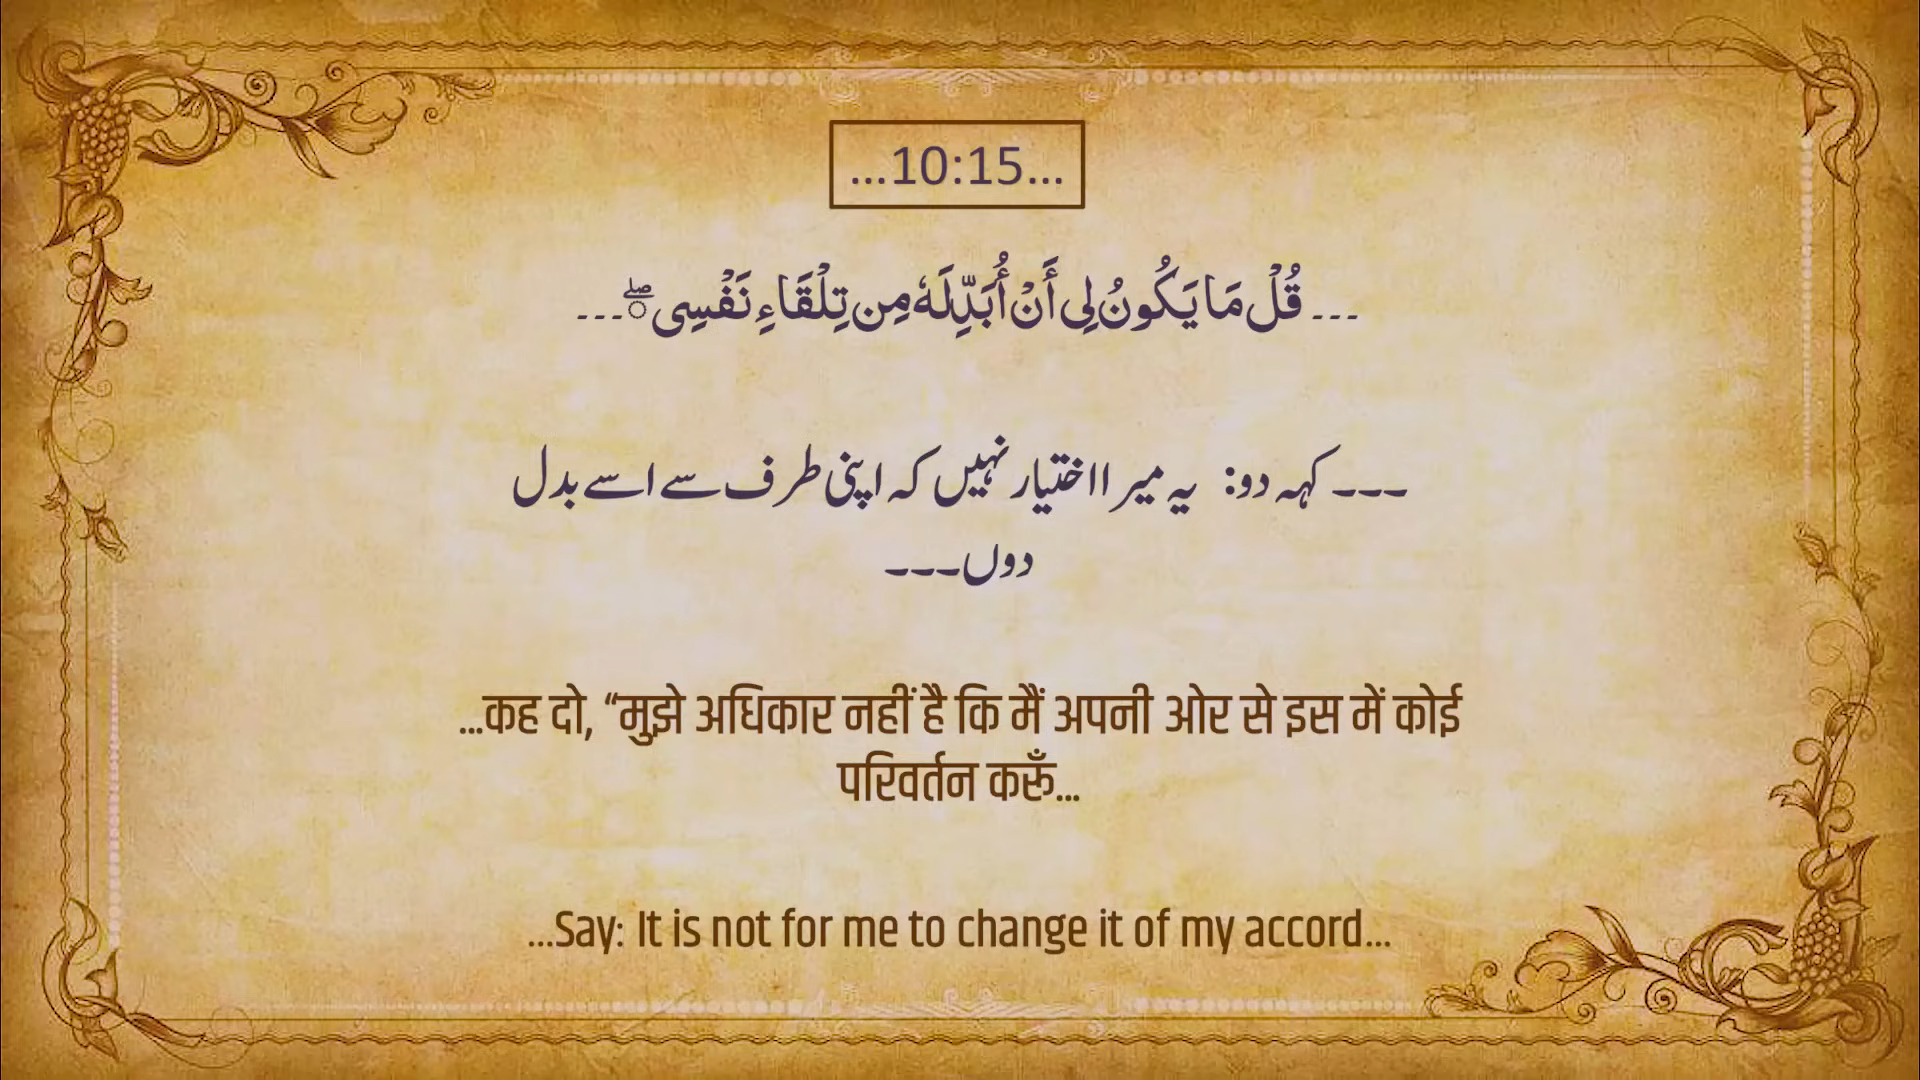 ...10:15...
۔۔۔ قُلْ مَا يَكُونُ لِى أَنْ أُبَدِّلَهُۥ مِن تِلْقَاءِ نَفْسِى ۖ۔۔۔
۔۔۔ کہہ دو: یہ میرا اختیار نہیں کہ اپنی طرف سے اسے بدل
دوں۔۔۔
...कह दो, “मुझे अधिकार नहीं है कि मैं अपनी ओर से इस में कोई
परिवर्तन करूँ...
...Say: It is not for me to change it of my accord...